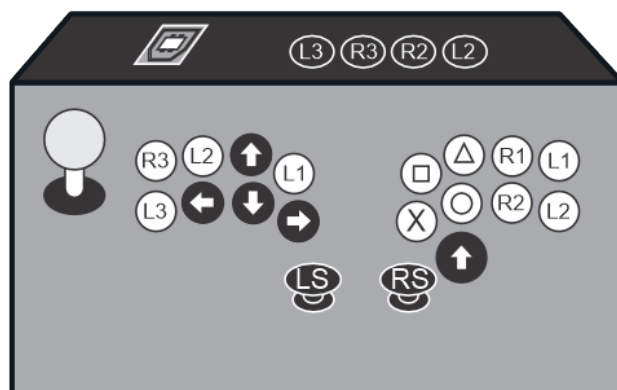 L3 R3 R2 L2
R3 L2 L1 △ R1 L1
□
L3 X ○ R2 L2
LS RS